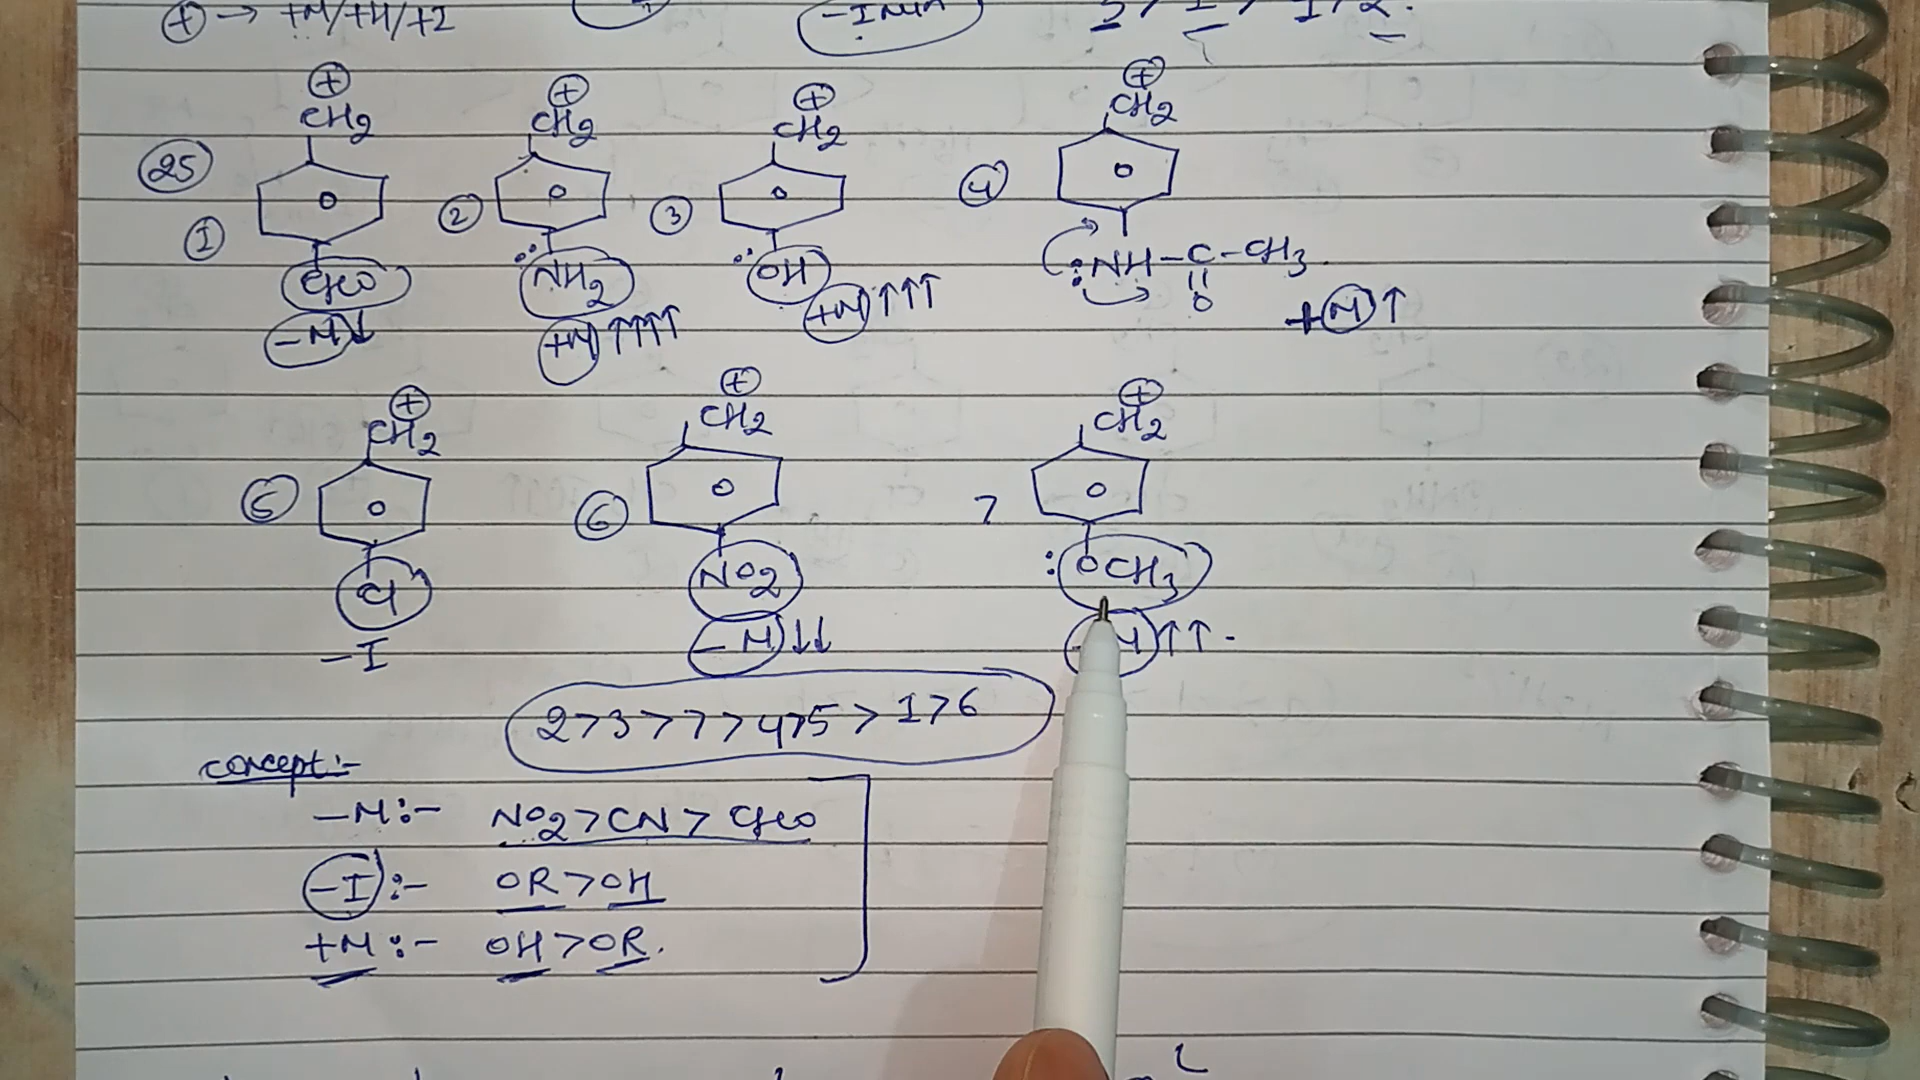 ⊕ → +M/+H/+I
⊕ ⊕ ⊕ ⊕
CH2 CH2 CH2 CH2
25
1 2 3 4
CHO :NH2 :OH :NH-C-CH3
O
-M↓ +M↑↑↑↑ +M↑↑↑ +M↑
⊕ ⊕ ⊕
CH2 CH2 CH2
5 6 7
Cl NO2 :OCH3
-I -M↓↓ M↑↑
2>3>7>4>5>1>6
concept:-
-M:- NO2>CN>CHO
-I:- OR>OH
+M:- OH>OR.